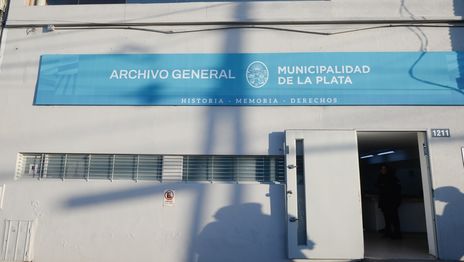 ARCHIVO GENERAL
MUNICIPALIDAD
DE LA PLATA
HISTORIA - MEMORIA - DERECHOS
1211